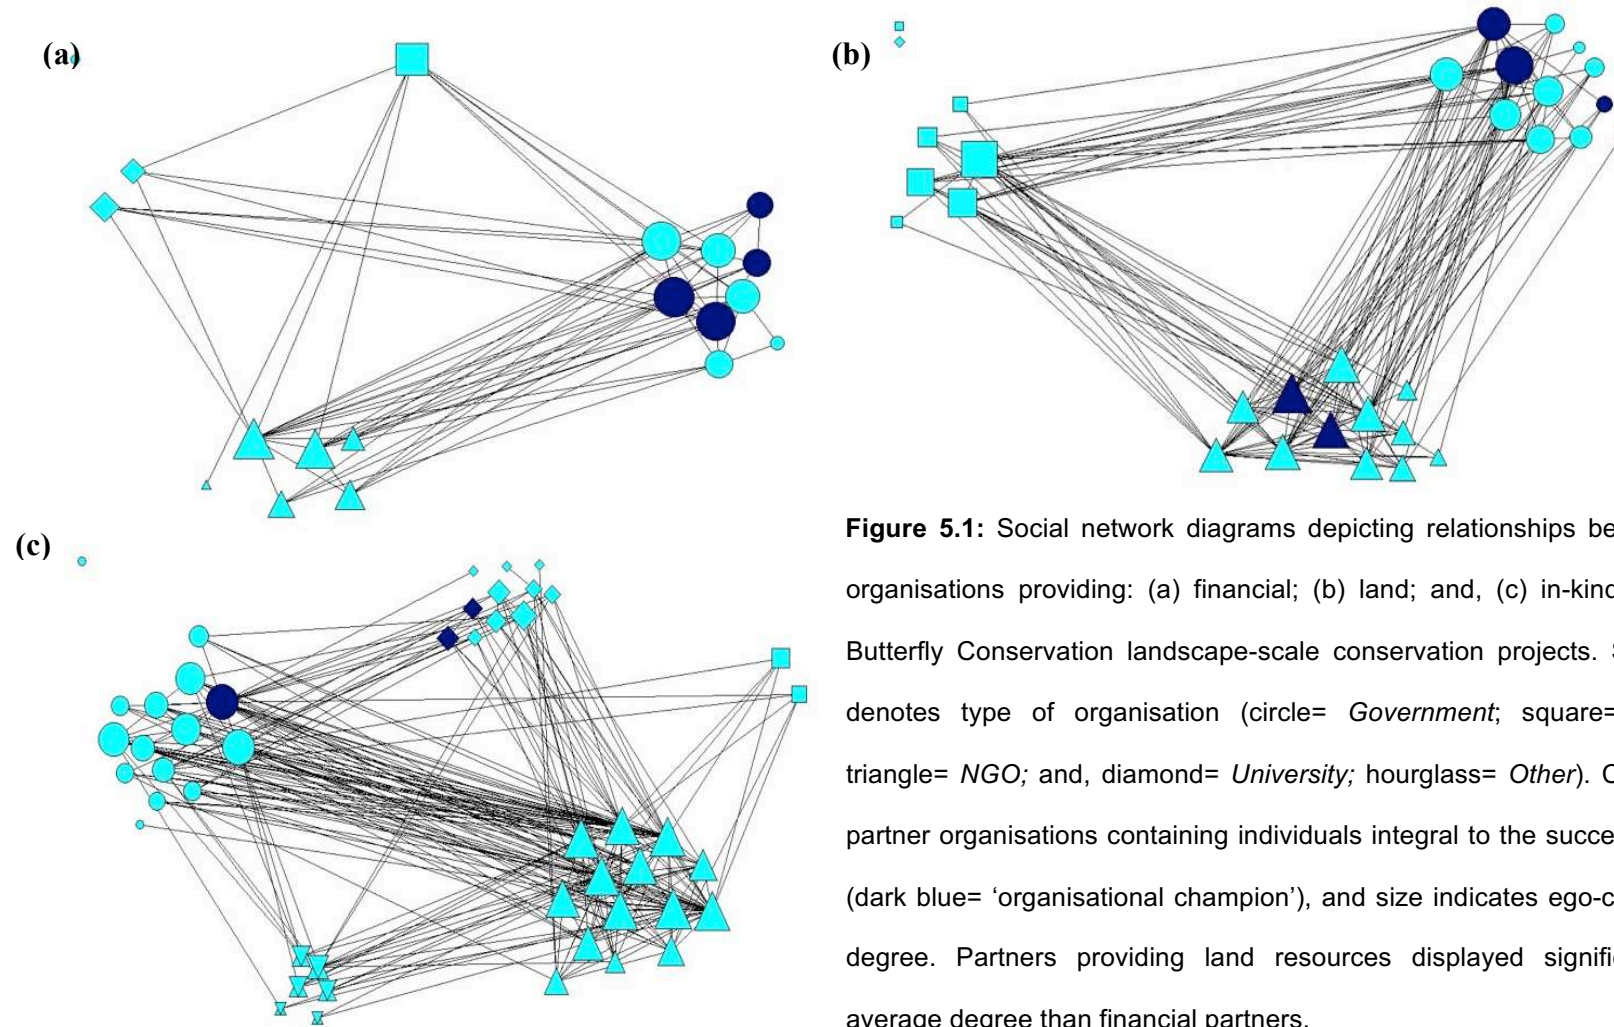 (a)
(b)
(c)
Figure 5.1: Social network diagrams depicting relationships be
organisations providing: (a) financial; (b) land; and, (c) in-kind
Butterfly Conservation landscape-scale conservation projects.
denotes type of organisation (circle= Government; square=
triangle= NGO; and, diamond= University; hourglass= Other).
partner organisations containing individuals integral to the succe
(dark blue= ‘organisational champion’), and size indicates ego-c
degree. Partners providing land resources displayed signifi
average degree than financial partners.